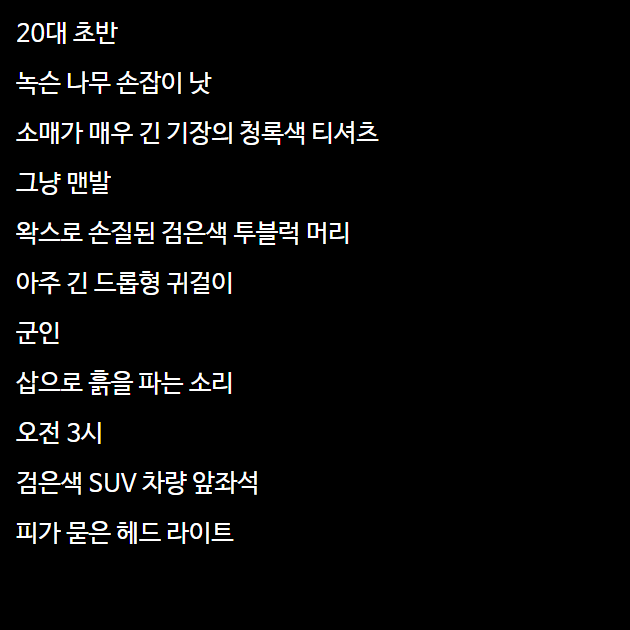 20대 초반
녹슨 나무 손잡이 낫
소매가 매우 긴 기장의 청록색 티셔츠
그냥 맨발
왁스로 손질된 검은색 투블럭 머리
아주 긴 드롭형 귀걸이
군인
삽으로 흙을 파는 소리
오전 3시
검은색 SUV 차량 앞좌석
피가 묻은 헤드 라이트